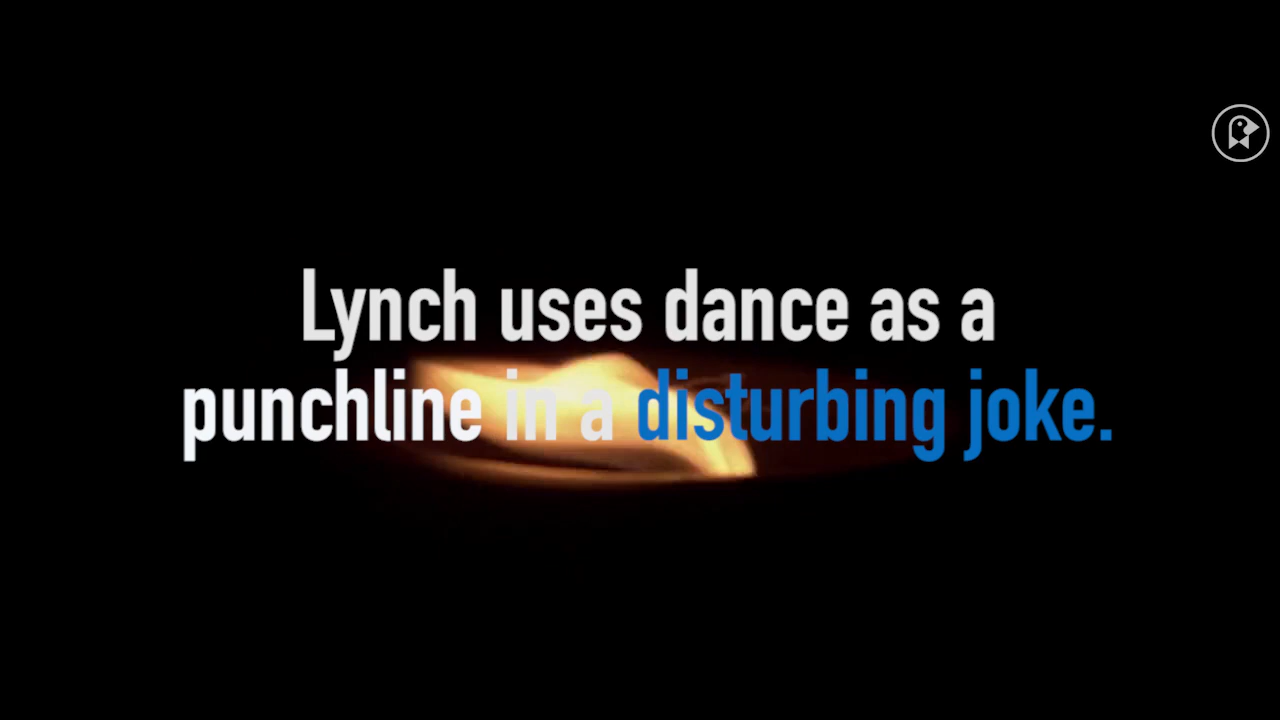 Lynch uses dance as a
punchline in a disturbing joke.